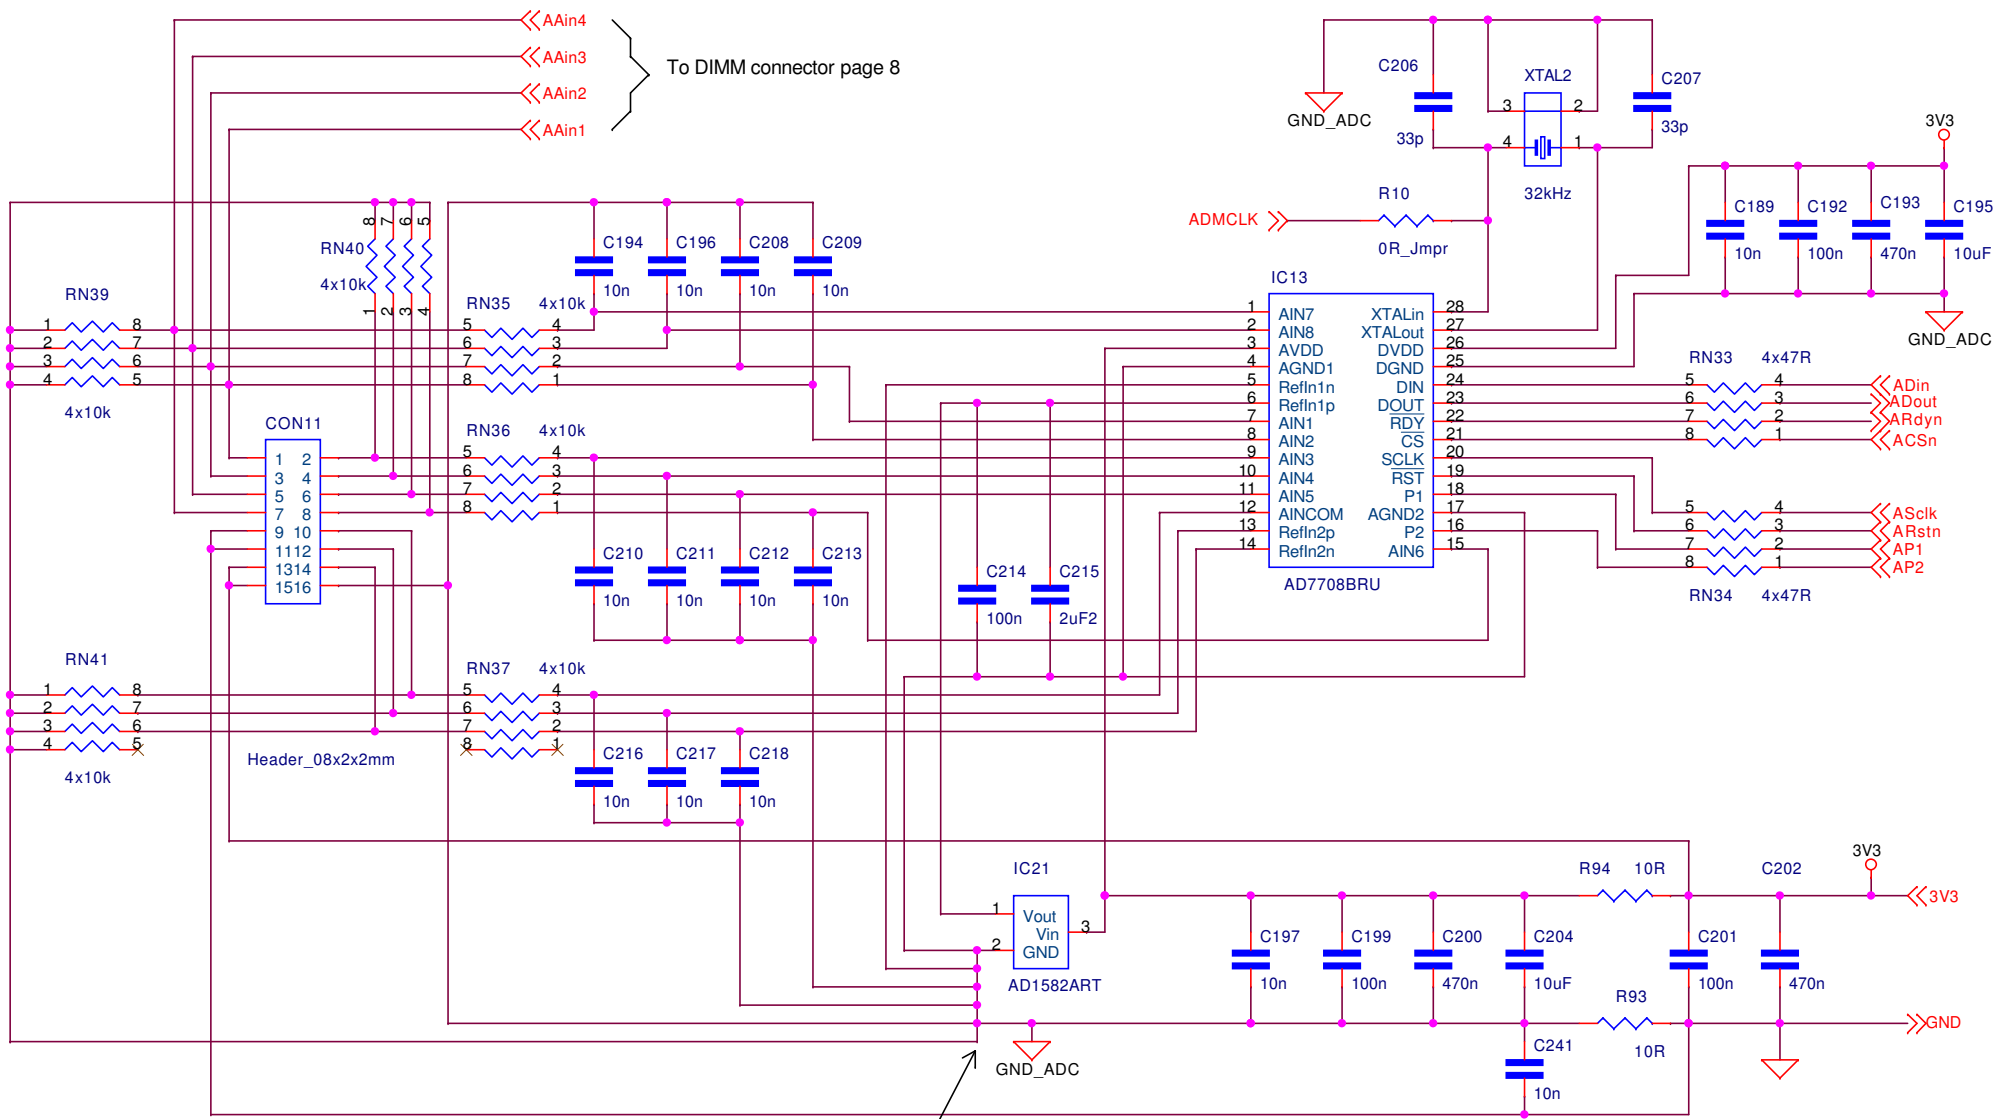 AAin4
AAin3
AAin2
AAin1
To DIMM connector page 8
GND_ADC
C206
33p
XTAL2
3
2
4
1
32kHz
C207
33p
3V3
ADMCLK
R10
0R_Jmpr
C189
10n
C192
100n
C193
470n
C195
10uF
GND_ADC
RN40
4x10k
8
7
6
5
1
2
3
4
C194
10n
C196
10n
C208
10n
C209
10n
RN39
1 8
2 7
3 6
4 5
4x10k
RN35 4x10k
5 4
6 3
7 2
8 1
IC13
1 AIN7 XTALin 28
2 AIN8 XTALout 27
3 AVDD DVDD 26
4 AGND1 DGND 25
5 RefIn1n DIN 24
6 RefIn1p DOUT 23
7 AIN1 RDY 22
8 AIN2 CS 21
9 AIN3 SCLK 20
10 AIN4 RST 19
11 AIN5 P1 18
12 AINCOM AGND2 17
13 RefIn2p P2 16
14 RefIn2n AIN6 15
AD7708BRU
RN33 4x47R
5 4 ADin
6 3 ADout
7 2 ARdyn
8 1 ACSn
5 4 ASclk
6 3 ARstn
7 2 AP1
8 1 AP2
RN34 4x47R
CON11
1 2
3 4
5 6
7 8
9 10
11 12
13 14
15 16
Header_08x2x2mm
RN36 4x10k
5 4
6 3
7 2
8 1
C210
10n
C211
10n
C212
10n
C213
10n
C214
100n
C215
2uF2
RN41
1 8
2 7
3 6
4 5
4x10k
RN37 4x10k
5 4
6 3
7 2
8 1
C216
10n
C217
10n
C218
10n
IC21
1 Vout
Vin 3
2 GND
AD1582ART
GND_ADC
C197
10n
C199
100n
C200
470n
C204
10uF
R94 10R
C202
3V3
3V3
C201
100n
470n
R93
10R
GND
C241
10n